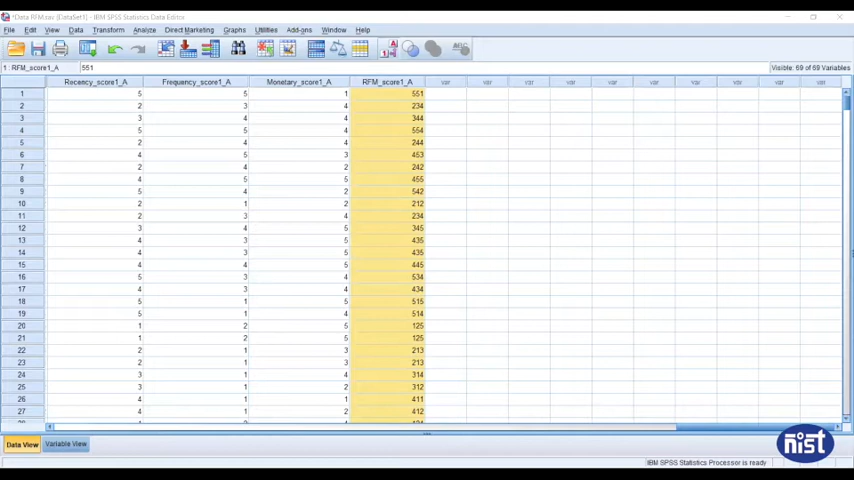 *Data RFM.sav [DataSet1] - IBM SPSS Statistics Data Editor
File Edit View Data Transform Analyze Direct Marketing Graphs Utilities Add-ons Window Help
1 : RFM_score1_A 551 Visible: 69 of 69 Variables
Recency_score1_A Frequency_score1_A Monetary_score1_A RFM_score1_A var var var var var var var var var var
1 5 5 1 551
2 2 3 4 234
3 3 4 4 344
4 5 5 4 554
5 2 4 4 244
6 4 5 3 453
7 2 4 2 242
8 4 5 5 455
9 5 4 2 542
10 2 1 2 212
11 2 3 4 234
12 3 4 5 345
13 4 3 5 435
14 4 3 5 435
15 4 4 5 445
16 5 3 4 534
17 4 3 4 434
18 5 1 5 515
19 5 1 4 514
20 1 2 5 125
21 1 2 5 125
22 2 1 3 213
23 2 1 3 213
24 3 1 4 314
25 3 1 2 312
26 4 1 1 411
27 4 1 2 412
Data View Variable View
nist
IBM SPSS Statistics Processor is ready